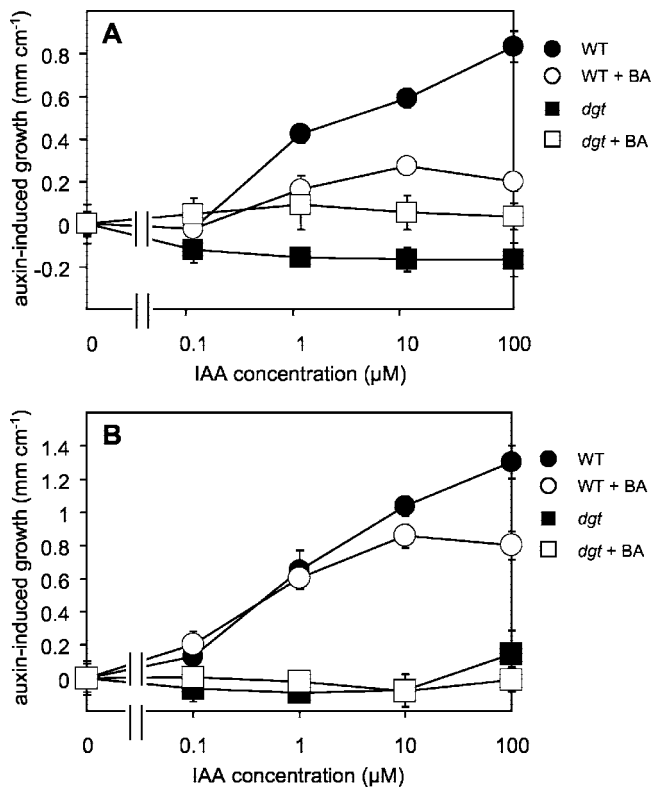 A
auxin-induced growth (mm cm-1)
0.8
0.6
0.4
0.2
0
-0.2
0 0.1 1 10 100
IAA concentration (µM)
WT
WT + BA
dgt
dgt + BA
B
auxin-induced growth (mm cm-1)
1.4
1.2
1
0.8
0.6
0.4
0.2
0
0 0.1 1 10 100
IAA concentration (µM)
WT
WT + BA
dgt
dgt + BA